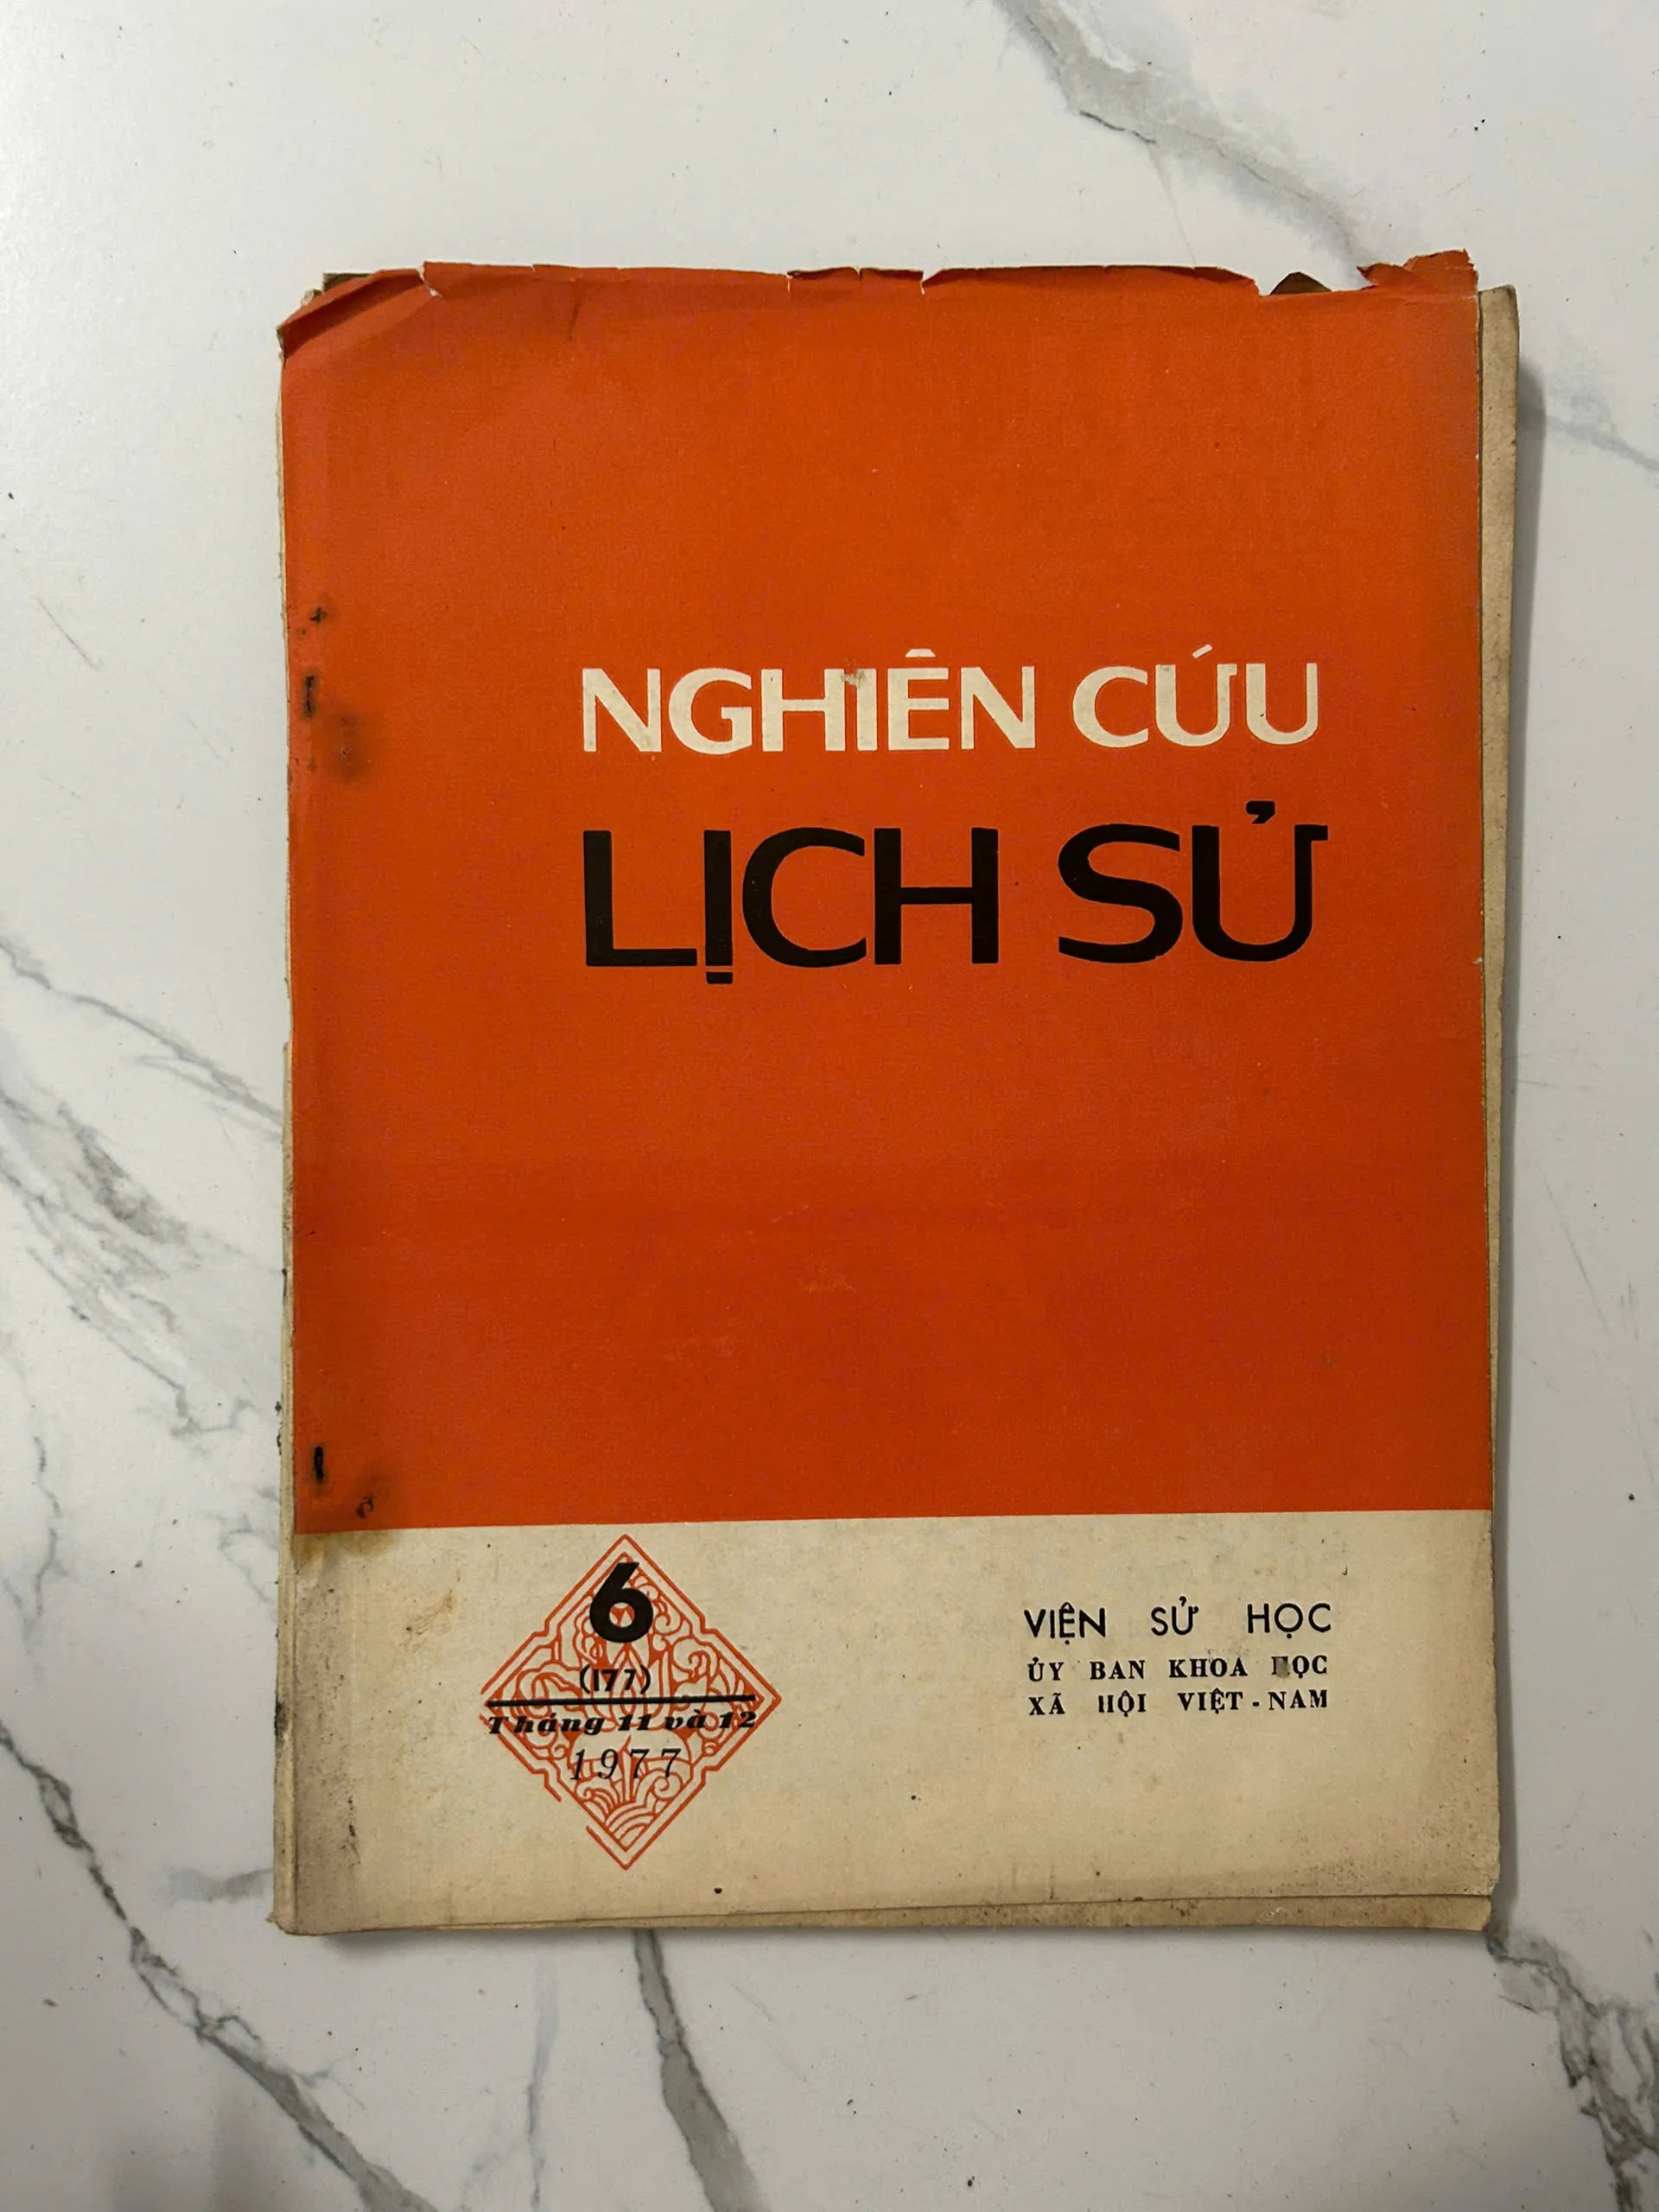 NGHIÊN CỨU
LỊCH SỬ
6
(177)
Tháng 11 và 12
1977
VIỆN SỬ HỌC
ỦY BAN KHOA HỌC
XÃ HỘI VIỆT-NAM